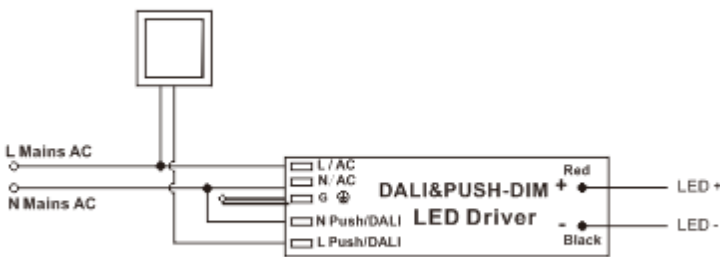 L Mains AC
N Mains AC
L / AC
N/ AC
G
N Push/DALI
L Push/DALI
DALI&PUSH-DIM
LED Driver
Red
+
-
Black
LED +
LED -